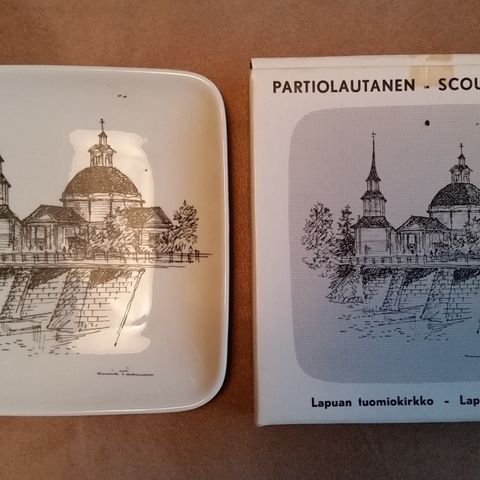 PARTIOLAUTANEN - SCOU
Lapuan tuomiokirkko - Lap